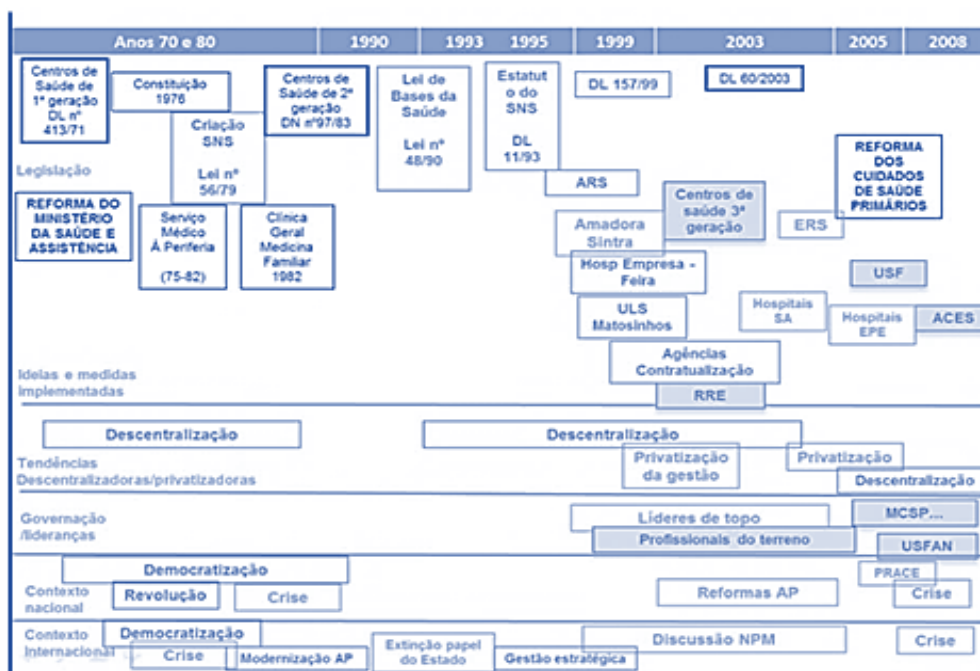 Anos 70 e 80
1990
1993
1995
1999
2003
2005
2008
Centros de
Saúde de
1ª geração
DL nº
413/71
Constituição
1976
Criação
SNS
Lei nº
56/79
Centros de
Saúde de 2ª
geração
DN nº97/83
Lei de
Bases da
Saúde
Lei nº
48/90
Estatut
o do
SNS
DL
11/93
DL 157/99
DL 60/2003
Legislação
REFORMA DO
MINISTÉRIO
DA SAÚDE E
ASSISTÊNCIA
Serviço
Médico
À Periferia
(75-82)
Clínica
Geral
Medicina
Familiar
1982
ARS
Amadora
Sintra
Hosp Empresa -
Feira
ULS
Matosinhos
Centros de
saúde 3ª
geração
ERS
REFORMA
DOS
CUIDADOS
DE SAÚDE
PRIMÁRIOS
USF
Hospitais
SA
Hospitais
EPE
ACES
Agências
Contratualização
RRE
Ideias e medidas
implementadas
Descentralização
Descentralização
Privatização
da gestão
Privatização
Descentralização
Tendências
Descentralizadoras/privatizadoras
Governação
/lideranças
Líderes de topo
Profissionais do terreno
MCSP...
USFAN
Democratização
Revolução
Crise
Contexto
nacional
Reformas AP
PRACE
Crise
Contexto
Internacional
Democratização
Crise
Modernização AP
Extinção papel
do Estado
Gestão estratégica
Discussão NPM
Crise